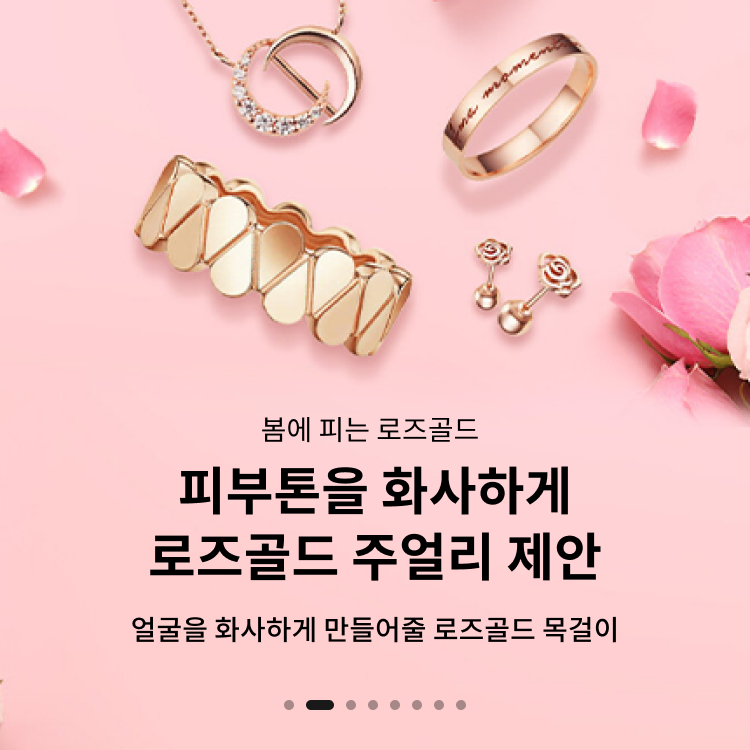 me moment
봄에 피는 로즈골드
피부톤을 화사하게
로즈골드 주얼리 제안
얼굴을 화사하게 만들어줄 로즈골드 목걸이